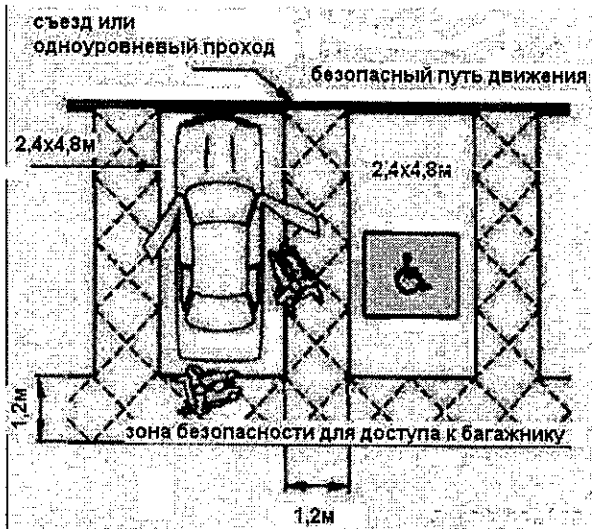 съезд или
одноуровневый проход
безопасный путь движения
2,4х4,8м
2,4х4,8м
1,2м
зона безопасности для доступа к багажнику
1,2м